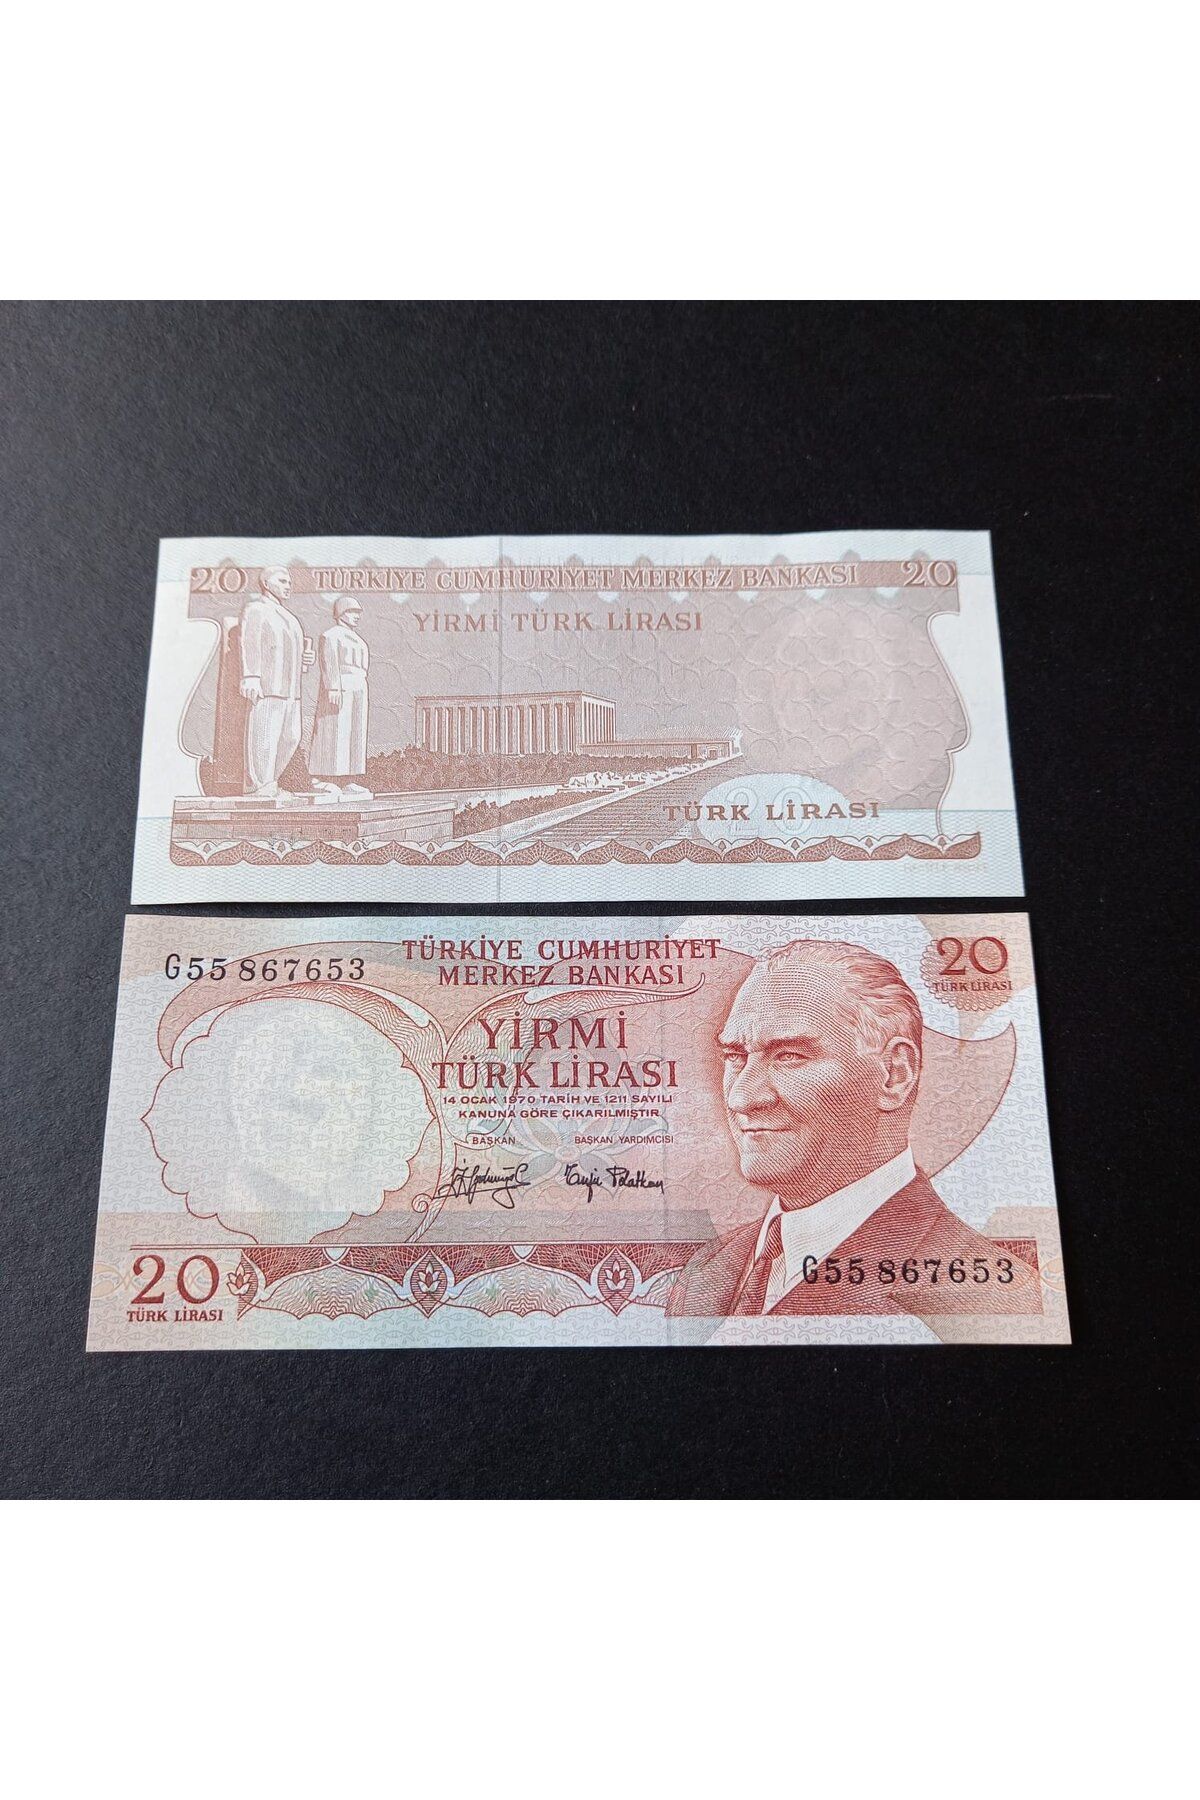 20 TÜRKİYE CUMHURİYET MERKEZ BANKASI 20
YİRMİ TÜRK LİRASI
20
TÜRK LİRASI
G55 867653
TÜRKİYE CUMHURİYET
MERKEZ BANKASI
20
TÜRK LİRASI
YİRMİ
TÜRK LİRASI
14 OCAK 1970 TARİH VE 1211 SAYILI
KANUNA GÖRE ÇIKARILMIŞTIR
BAŞKAN BAŞKAN YARDIMCISI
20
TÜRK LİRASI
G55 867653